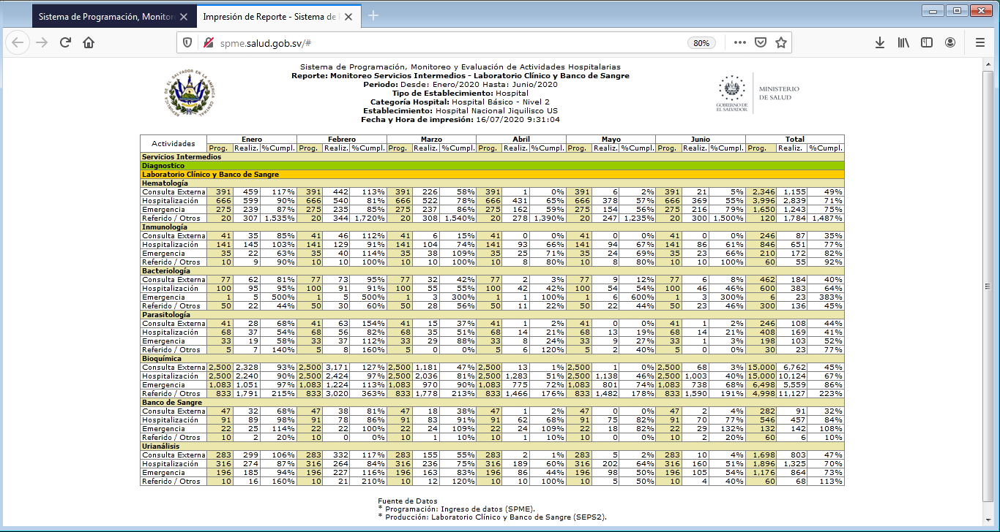 Sistema de Programación, Monitore
Impresión de Reporte - Sistema de
spme.salud.gob.sv/#
80%
Sistema de Programación, Monitoreo y Evaluación de Actividades Hospitalarias
Reporte: Monitoreo Servicios Intermedios - Laboratorio Clínico y Banco de Sangre
Periodo: Desde: Enero/2020 Hasta: Junio/2020
Tipo de Establecimiento: Hospital
Categoría Hospital: Hospital Básico - Nivel 2
Establecimiento: Hospital Nacional Jiquilisco US
Fecha y Hora de impresión: 16/07/2020 9:31:04
REPUBLICA DE EL SALVADOR EN LA AMERICA CENTRAL
GOBIERNO DE
EL SALVADOR
MINISTERIO
DE SALUD
Actividades Enero Febrero Marzo Abril Mayo Junio Total
Prog. Realiz. %Cumpl. Prog. Realiz. %Cumpl. Prog. Realiz. %Cumpl. Prog. Realiz. %Cumpl. Prog. Realiz. %Cumpl. Prog. Realiz. %Cumpl. Prog. Realiz. %Cumpl.
Servicios Intermedios
Diagnostico
Laboratorio Clínico y Banco de Sangre
Hematología
Consulta Externa 391 459 117% 391 442 113% 391 226 58% 391 1 0% 391 6 2% 391 21 5% 2,346 1,155 49%
Hospitalización 666 599 90% 666 540 81% 666 522 78% 666 431 65% 666 378 57% 666 369 55% 3,996 2,839 71%
Emergencia 275 239 87% 275 235 85% 275 237 86% 275 162 59% 275 154 56% 275 216 79% 1,650 1,243 75%
Referido / Otros 20 307 1,535% 20 344 1,720% 20 308 1,540% 20 278 1,390% 20 247 1,235% 20 300 1,500% 120 1,784 1,487%
Inmunología
Consulta Externa 41 35 85% 41 46 112% 41 6 15% 41 0 0% 41 0 0% 41 0 0% 246 87 35%
Hospitalización 141 145 103% 141 129 91% 141 104 74% 141 93 66% 141 94 67% 141 86 61% 846 651 77%
Emergencia 35 22 63% 35 40 114% 35 38 109% 35 25 71% 35 24 69% 35 23 66% 210 172 82%
Referido / Otros 10 9 90% 10 10 100% 10 10 100% 10 8 80% 10 8 80% 10 10 100% 60 55 92%
Bacteriología
Consulta Externa 77 62 81% 77 73 95% 77 32 42% 77 2 3% 77 9 12% 77 6 8% 462 184 40%
Hospitalización 100 95 95% 100 91 91% 100 55 55% 100 42 42% 100 54 54% 100 46 46% 600 383 64%
Emergencia 1 5 500% 1 5 500% 1 3 300% 1 1 100% 1 6 600% 1 3 300% 6 23 383%
Referido / Otros 50 22 44% 50 30 60% 50 28 56% 50 11 22% 50 22 44% 50 23 46% 300 136 45%
Parasitología
Consulta Externa 41 28 68% 41 63 154% 41 15 37% 41 1 2% 41 0 0% 41 1 2% 246 108 44%
Hospitalización 68 37 54% 68 56 82% 68 35 51% 68 14 21% 68 13 19% 68 14 21% 408 169 41%
Emergencia 33 19 58% 33 37 112% 33 29 88% 33 8 24% 33 9 27% 33 1 3% 198 103 52%
Referido / Otros 5 7 140% 5 8 160% 5 0 0% 5 6 120% 5 2 40% 5 0 0% 30 23 77%
Bioquímica
Consulta Externa 2,500 2,328 93% 2,500 3,171 127% 2,500 1,181 47% 2,500 13 1% 2,500 1 0% 2,500 68 3% 15,000 6,762 45%
Hospitalización 2,500 2,240 90% 2,500 2,424 97% 2,500 2,036 81% 2,500 1,283 51% 2,500 1,138 46% 2,500 1,003 40% 15,000 10,124 67%
Emergencia 1,083 1,051 97% 1,083 1,224 113% 1,083 970 90% 1,083 775 72% 1,083 801 74% 1,083 738 68% 6,498 5,559 86%
Referido / Otros 833 1,791 215% 833 3,020 363% 833 1,778 213% 833 1,466 176% 833 1,482 178% 833 1,590 191% 4,998 11,127 223%
Banco de Sangre
Consulta Externa 47 32 68% 47 38 81% 47 18 38% 47 1 2% 47 0 0% 47 2 4% 282 91 32%
Hospitalización 91 89 98% 91 78 86% 91 83 91% 91 62 68% 91 75 82% 91 70 77% 546 457 84%
Emergencia 22 25 114% 22 22 100% 22 24 109% 22 24 109% 22 18 82% 22 29 132% 132 142 108%
Referido / Otros 10 2 20% 10 0 0% 10 1 10% 10 1 10% 10 0 0% 10 2 20% 60 6 10%
Urianálisis
Consulta Externa 283 299 106% 283 332 117% 283 155 55% 283 2 1% 283 5 2% 283 10 4% 1,698 803 47%
Hospitalización 316 274 87% 316 264 84% 316 236 75% 316 189 60% 316 202 64% 316 160 51% 1,896 1,325 70%
Emergencia 196 185 94% 196 227 116% 196 163 83% 196 86 44% 196 98 50% 196 105 54% 1,176 864 73%
Referido / Otros 10 16 160% 10 21 210% 10 12 120% 10 10 100% 10 5 50% 10 4 40% 60 68 113%
Fuente de Datos
* Programación: Ingreso de datos (SPME).
* Producción: Laboratorio Clínico y Banco de Sangre (SEPS2).